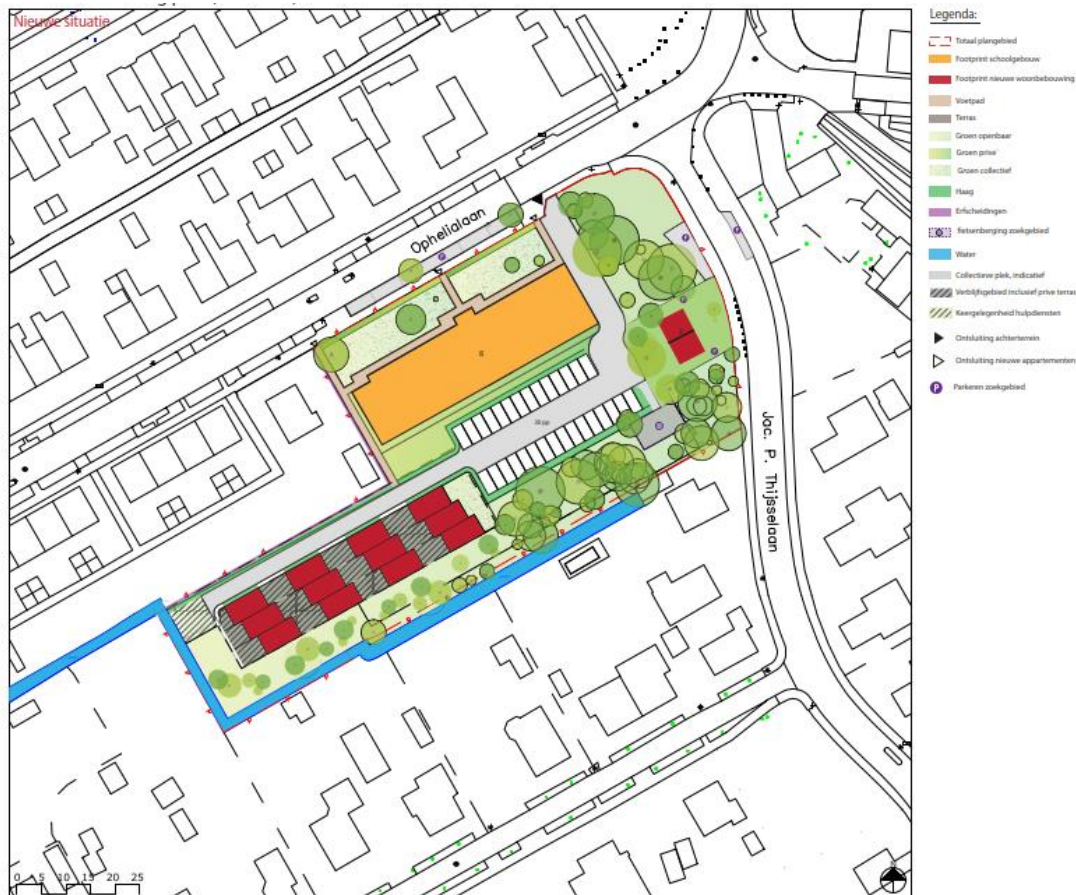 Nieuwe situatie
Ophelialaan
Jac. P. Thijsselaan
0 5 10 15 20 25
Legenda:
Totaal plangebied
Footprint schoolgebouw
Footprint nieuwe woonbebouwing
Voetpad
Terras
Groen openbaar
Groen prive'
Groen collectief
Haag
Erfscheidingen
fietsenberging zoekgebied
Water
Collectieve plek, indicatief
Verblijfsgebied inclusief prive terras
Keergelegenheid hulpdiensten
Ontsluiting achterterrein
Ontsluiting nieuwe appartementen
P Parkeren zoekgebied